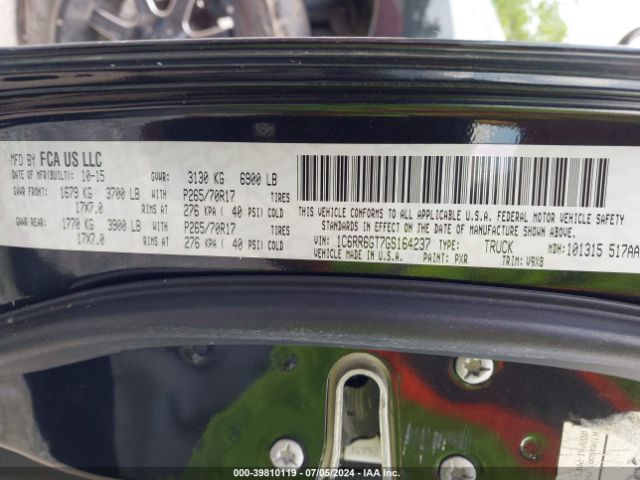 MFD BY FCA US LLC
DATE OF MFR(BUILT): 10-15 GVWR: 3130 KG 6900 LB
GAWR FRONT: 1679 KG 3700 LB WITH P265/70R17 TIRES
17X7.0 RIMS AT 276 KPA ( 40 PSI) COLD
GAWR REAR: 1770 KG 3900 LB WITH P265/70R17 TIRES
17X7.0 RIMS AT 276 KPA ( 40 PSI) COLD
THIS VEHICLE CONFORMS TO ALL APPLICABLE U.S.A. FEDERAL MOTOR VEHICLE SAFETY
STANDARDS IN EFFECT ON THE DATE OF MANUFACTURE SHOWN ABOVE.
VIN: 1C6RR6GT7GS164237 TYPE: TRUCK MDH: 101315 517AA
VEHICLE MADE IN U.S.A. PAINT: PXR TRIM: V9X8
COPART: 39810119 / 07/05/2024 / IAA Inc.